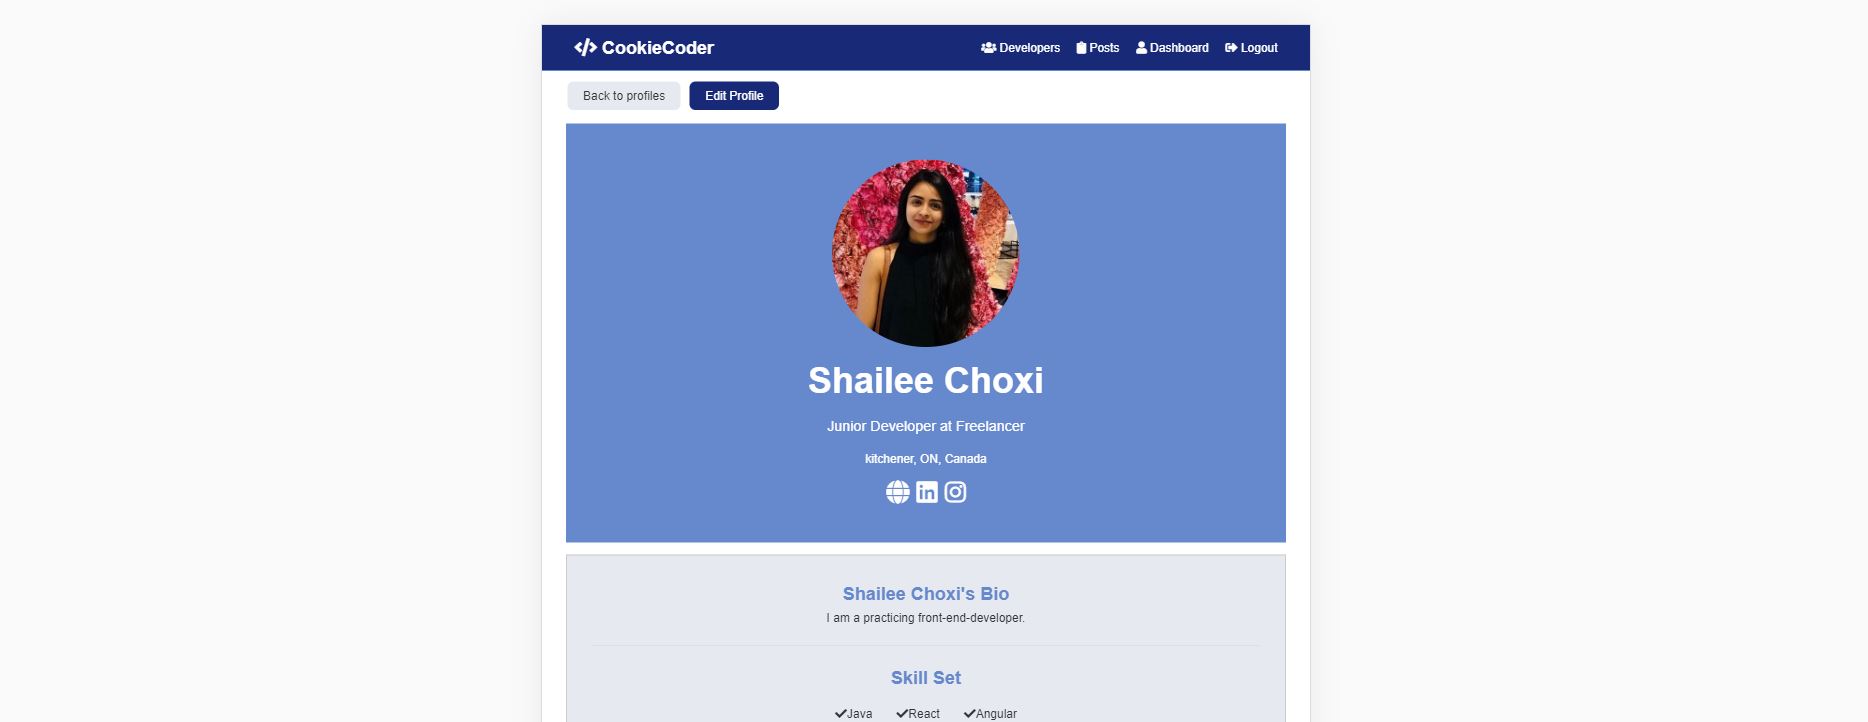 CookieCoder Developers Posts Dashboard Logout
Back to profiles Edit Profile
Shailee Choxi
Junior Developer at Freelancer
kitchener, ON, Canada
Shailee Choxi's Bio
I am a practicing front-end-developer.
Skill Set
Java React Angular